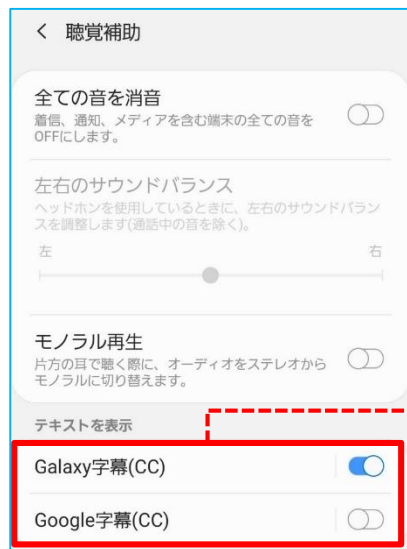 聴覚補助
全ての音を消音
着信、通知、メディアを含む端末の全ての音を
OFFにします。
左右のサウンドバランス
ヘッドホンを使用しているときに、左右のサウンドバラン
スを調整します(通話中の音を除く)。
左 右
モノラル再生
片方の耳で聴く際に、オーディオをステレオから
モノラルに切り替えます。
テキストを表示
Galaxy字幕(CC)
Google字幕(CC)